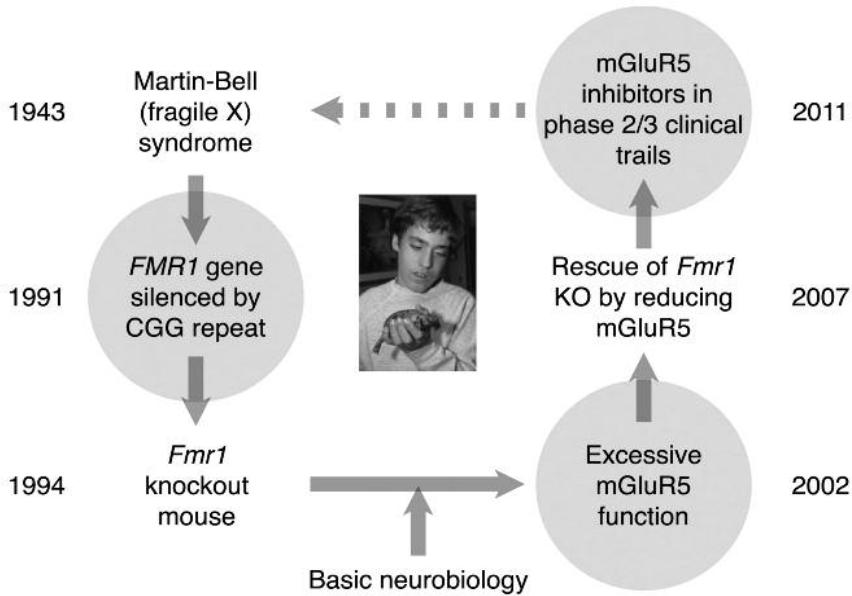 1943
Martin-Bell
(fragile X)
syndrome
mGluR5
inhibitors in
phase 2/3 clinical
trails
2011
1991
FMR1 gene
silenced by
CGG repeat
Rescue of Fmr1
KO by reducing
mGluR5
2007
1994
Fmr1
knockout
mouse
Excessive
mGluR5
function
2002
Basic neurobiology